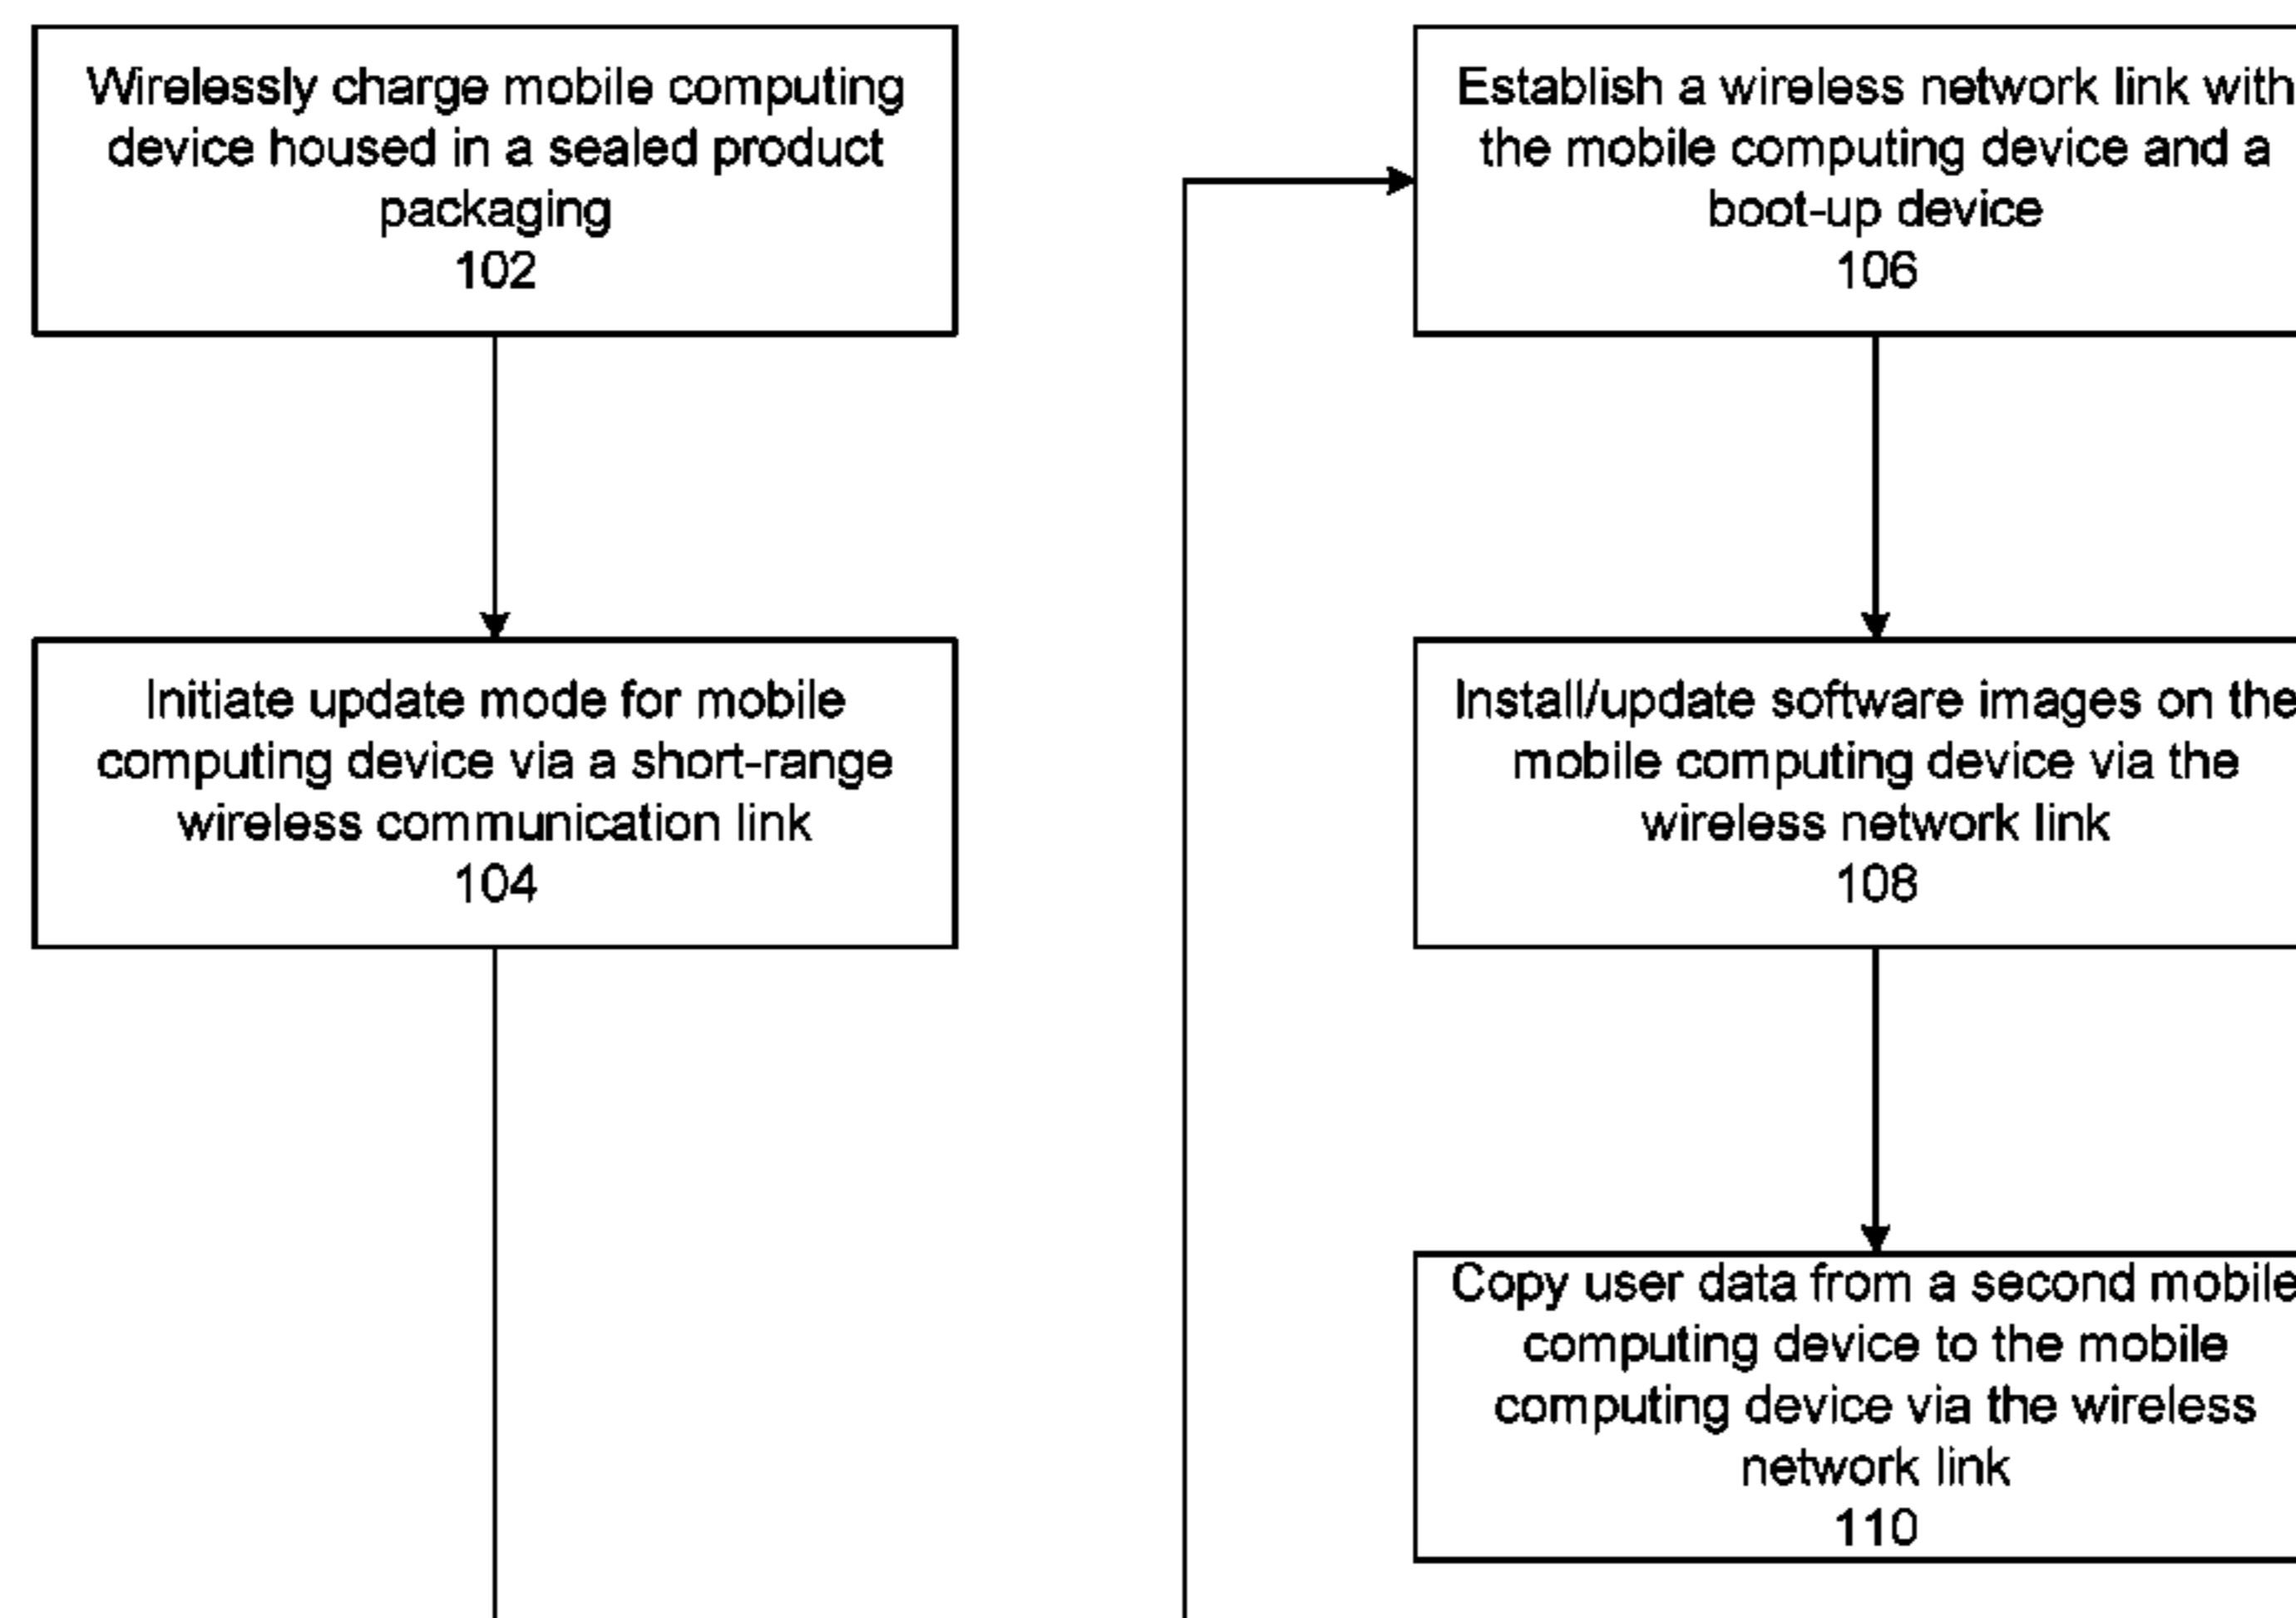 Wirelessly charge mobile computing
device housed in a sealed product
packaging
102
Initiate update mode for mobile
computing device via a short-range
wireless communication link
104
Establish a wireless network link with
the mobile computing device and a
boot-up device
106
Install/update software images on the
mobile computing device via the
wireless network link
108
Copy user data from a second mobile
computing device to the mobile
computing device via the wireless
network link
110